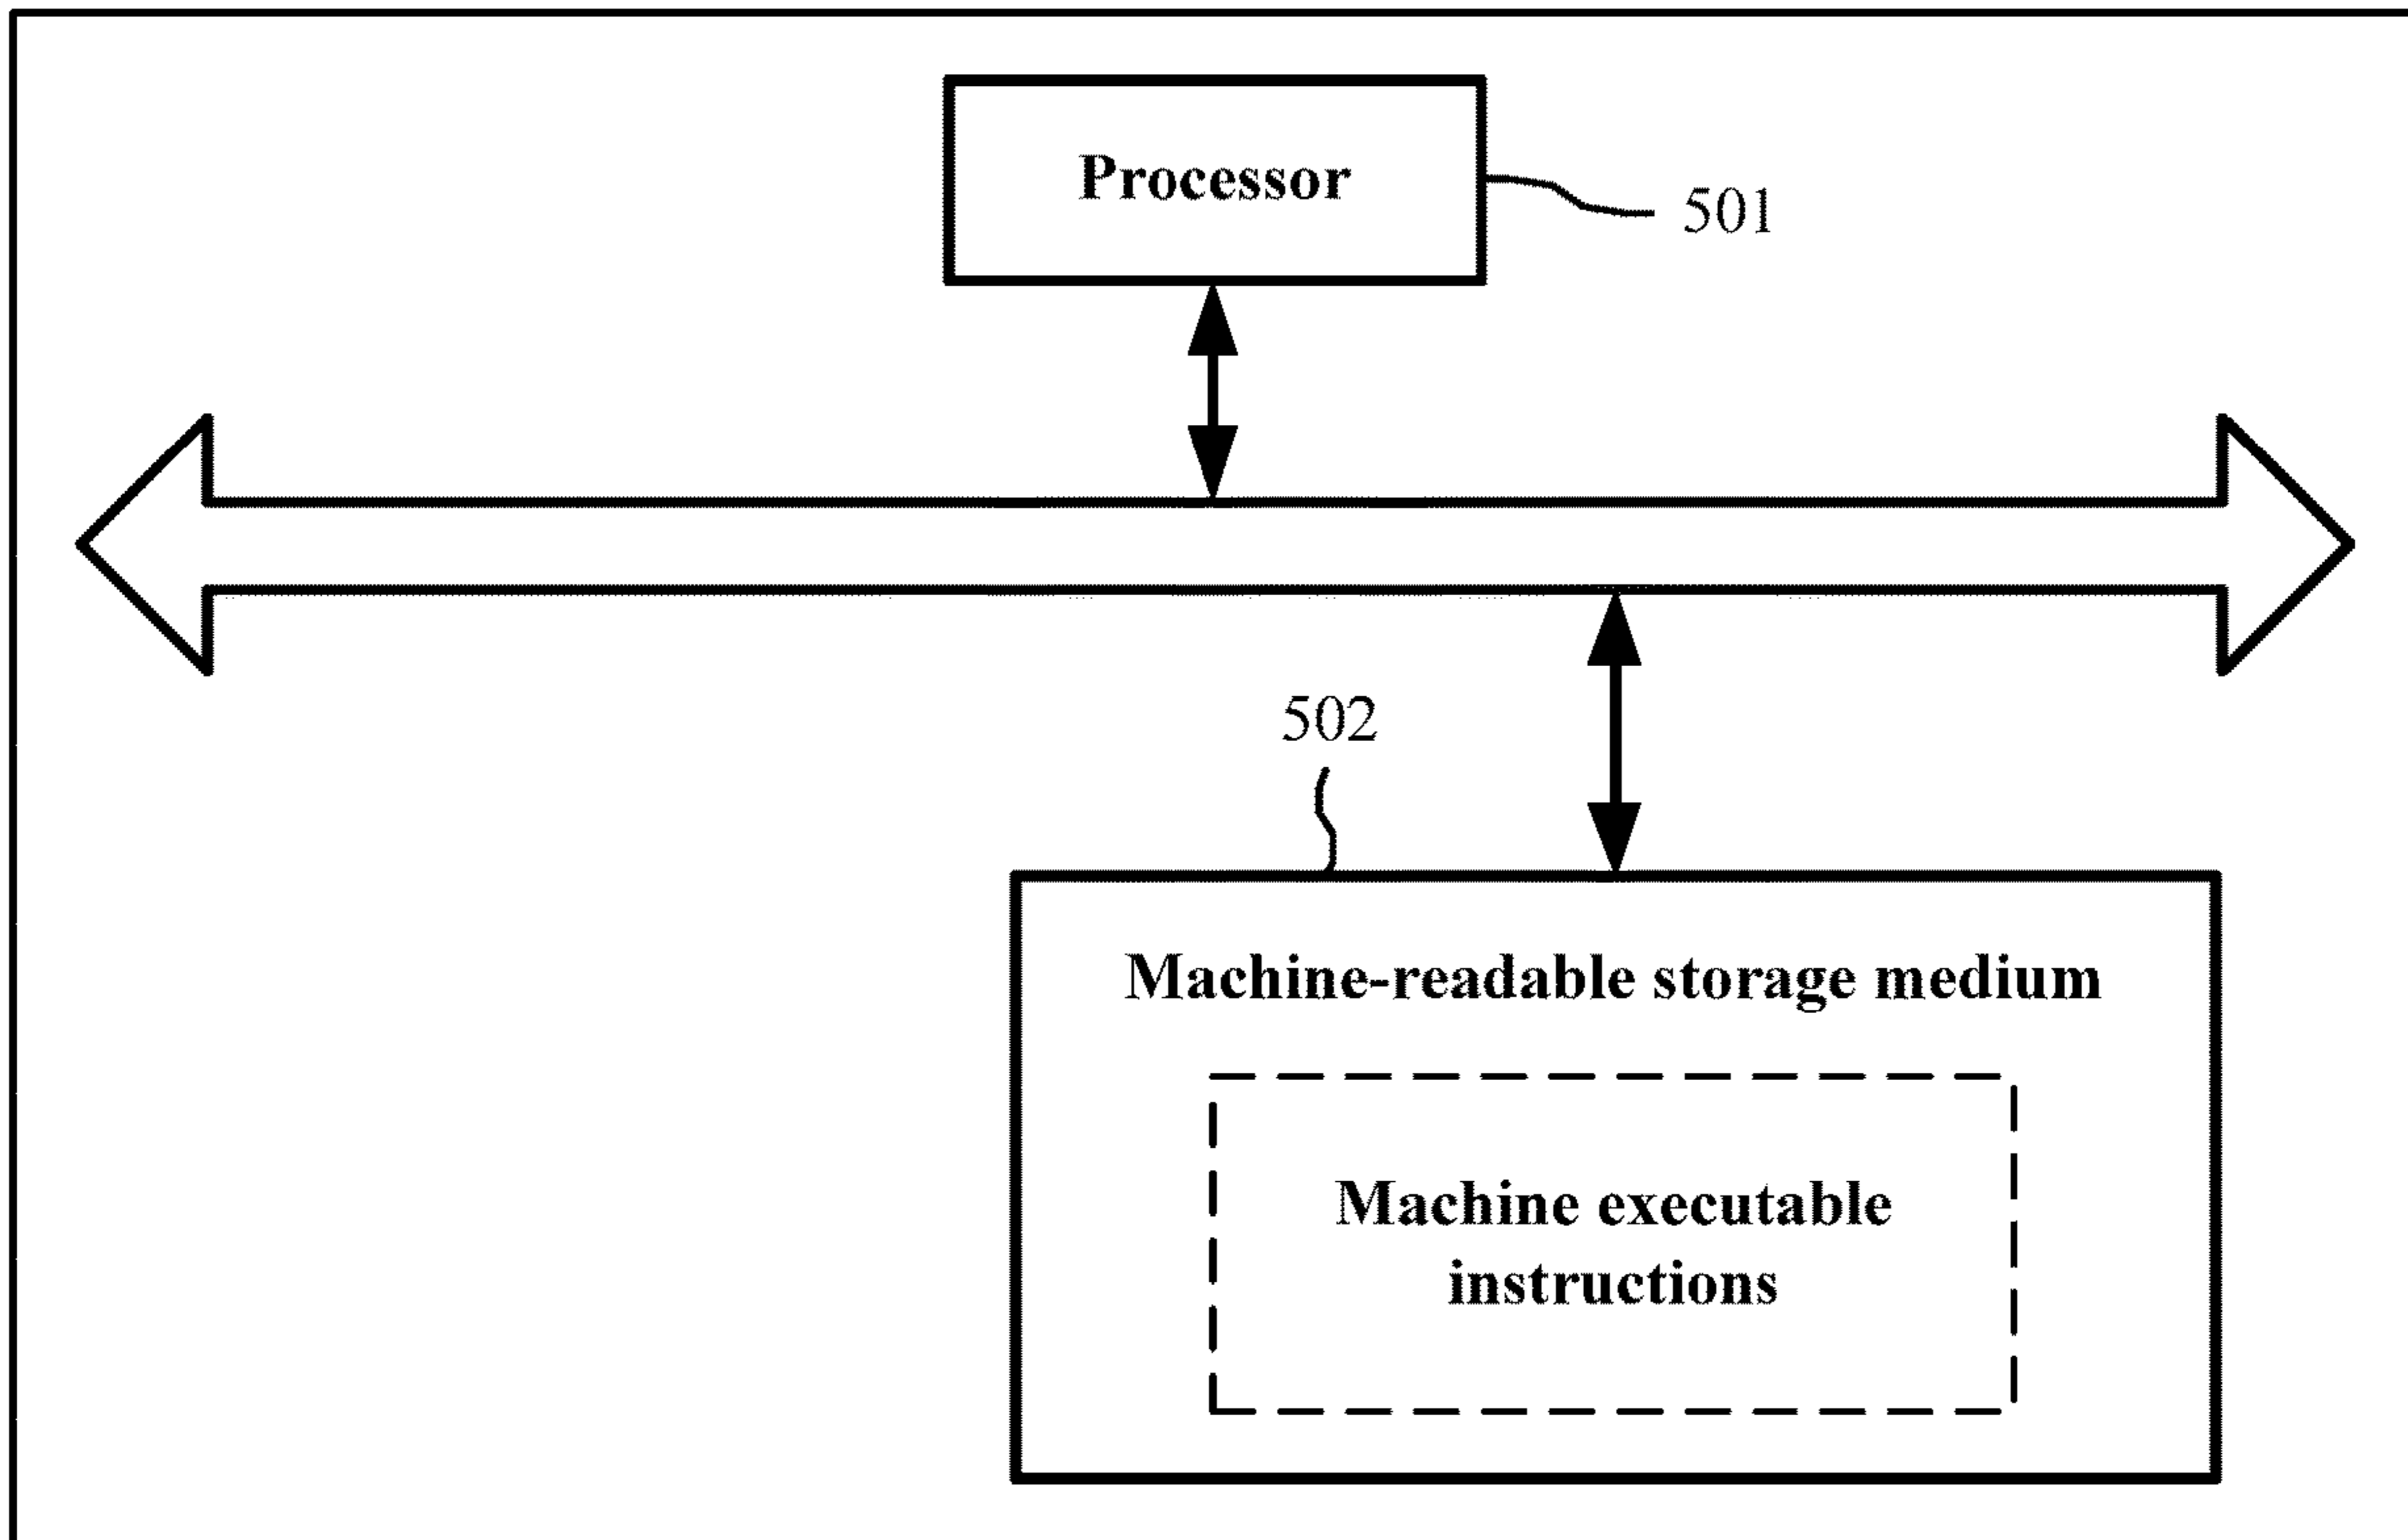 Processor
501
502
Machine-readable storage medium
Machine executable
instructions